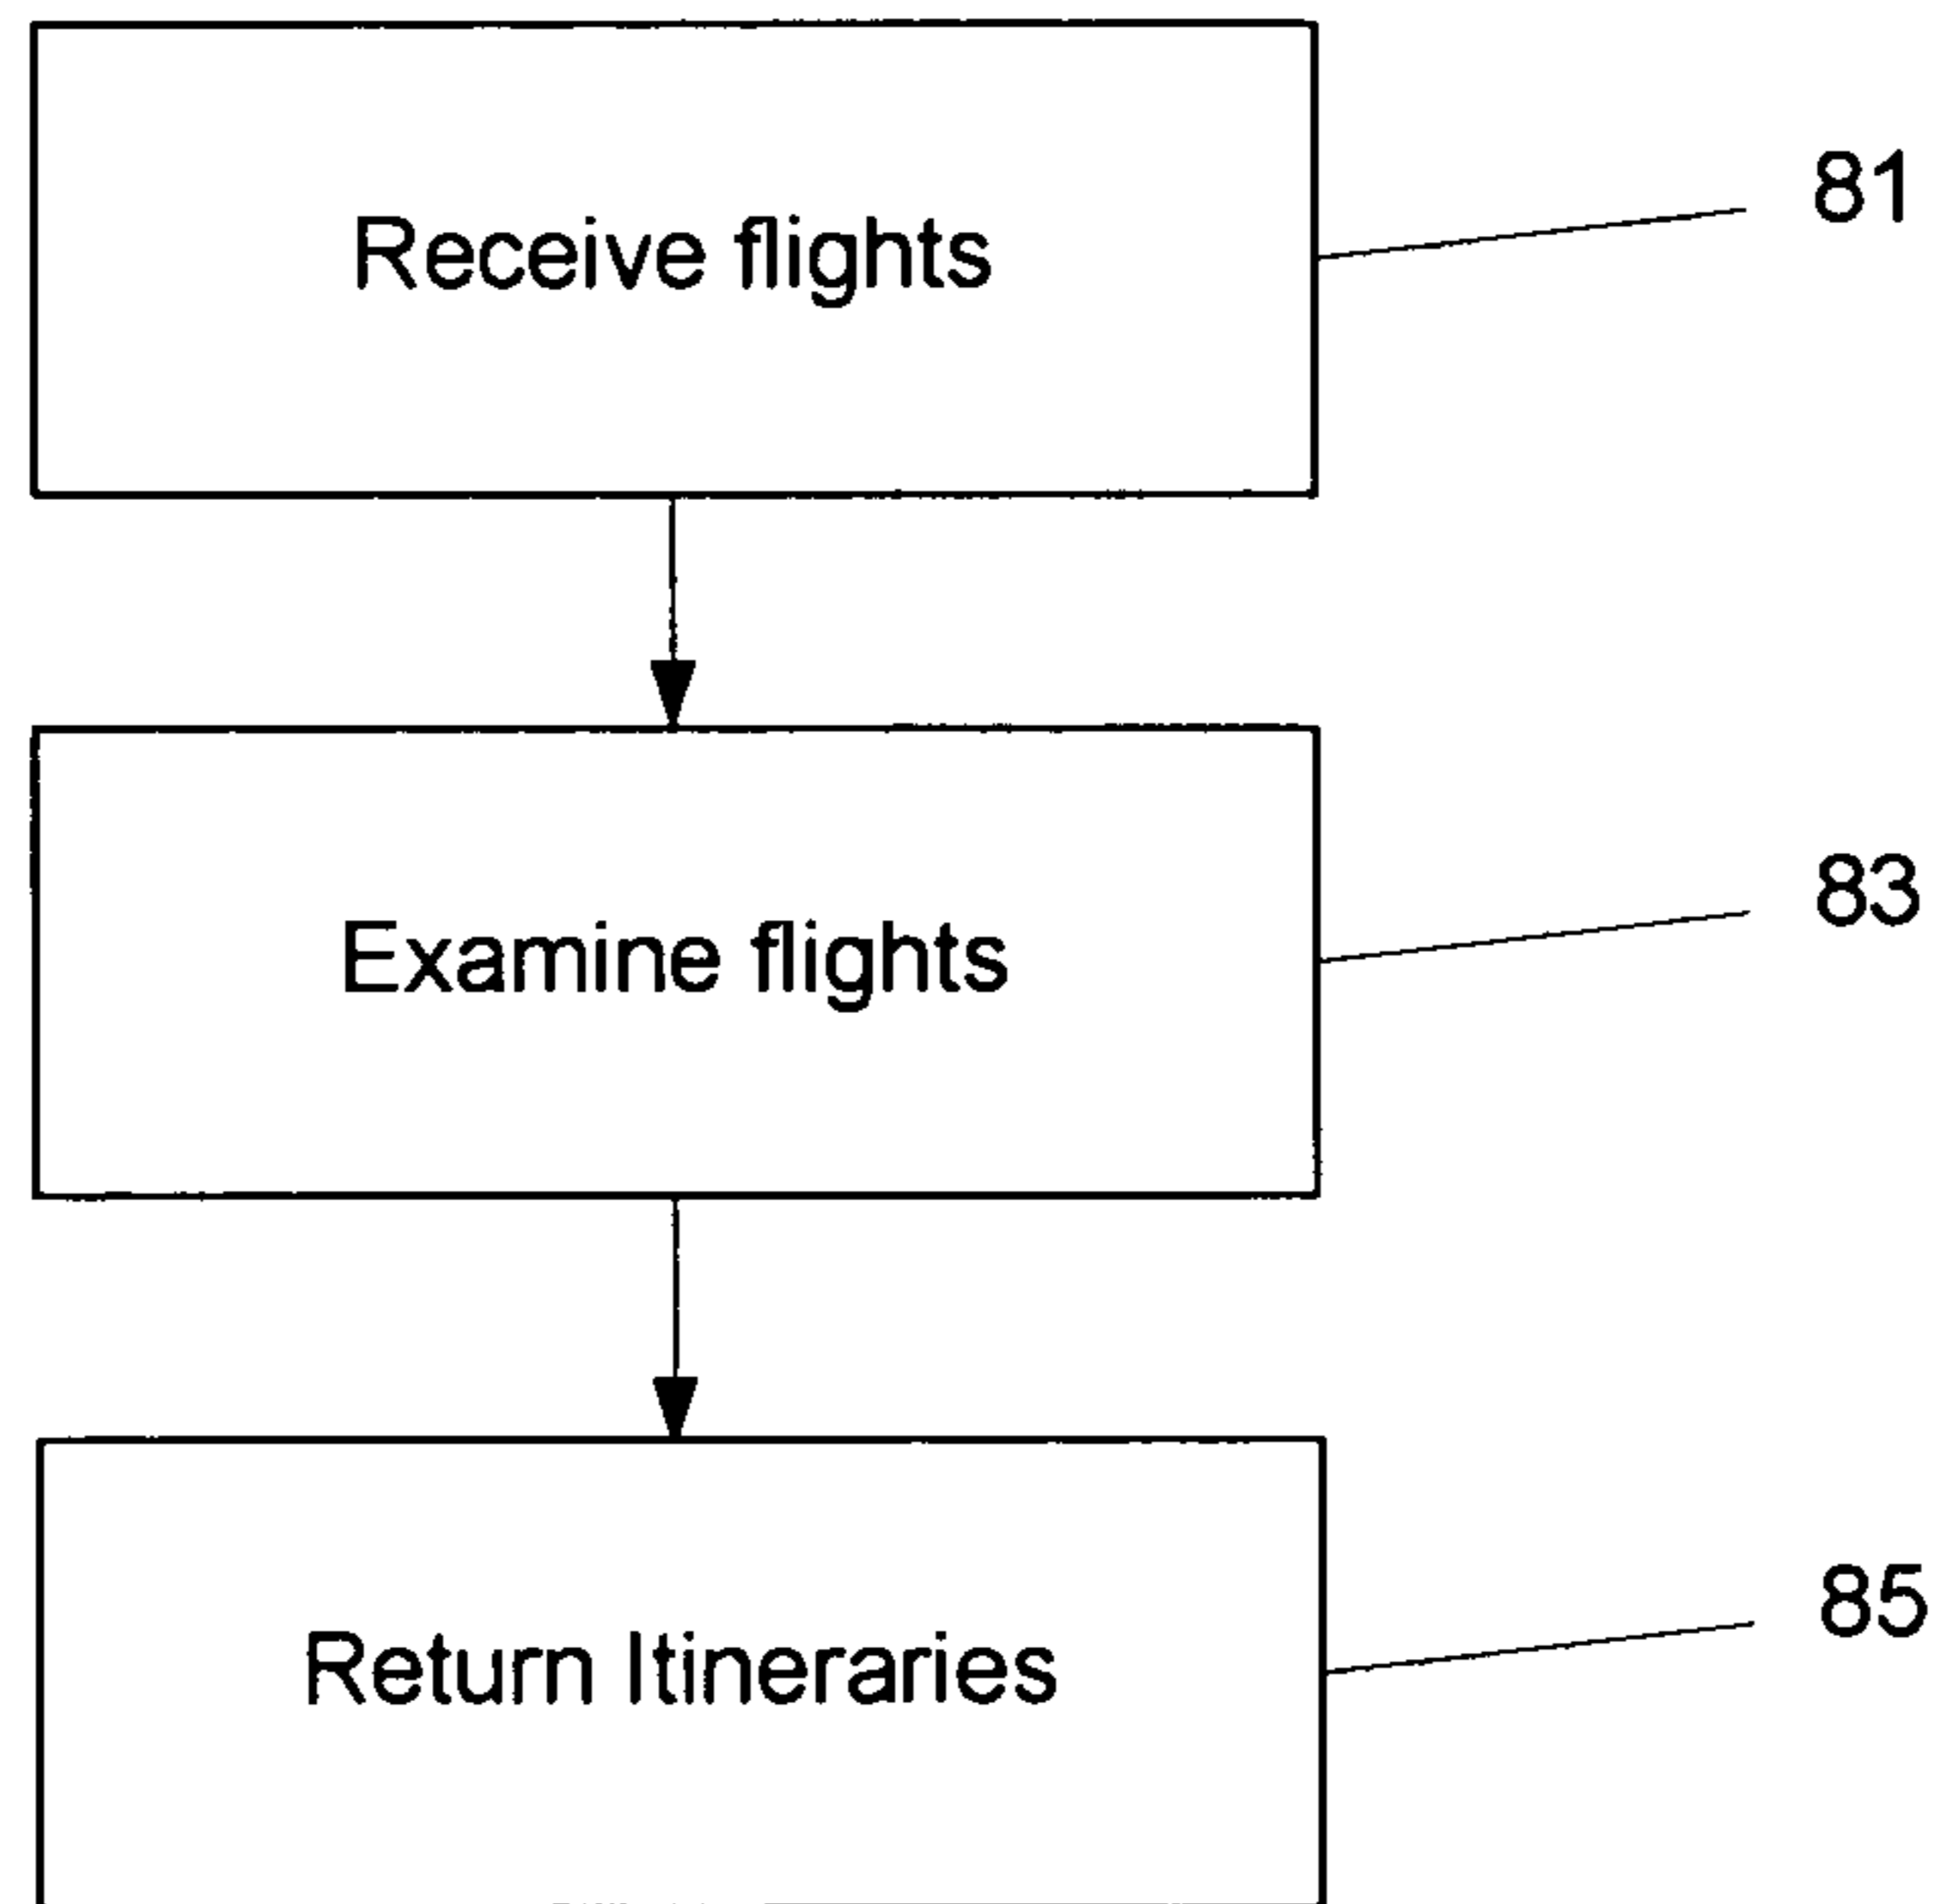 Receive flights
81
Examine flights
83
Return Itineraries
85